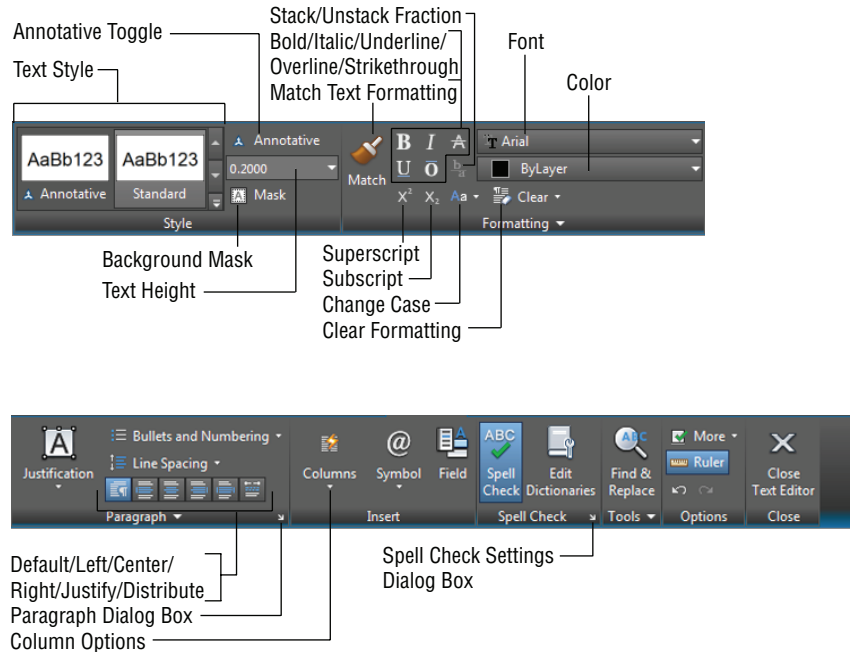 Stack/Unstack Fraction
Annotative Toggle
Bold/Italic/Underline/
Font
Overline/Strikethrough
Text Style
Color
Match Text Formatting
AaBb123
AaBb123
Annotative
B I A
Arial
0.2000
Match
U O b/a
ByLayer
Annotative
Standard
A Mask
X² X₂ Aa
Clear
Style
Formatting
Background Mask
Superscript
Text Height
Subscript
Change Case
Clear Formatting
A
Bullets and Numbering
@
A
ABC
ABC
More
Justification
Line Spacing
Columns
Symbol
Field
Spell
Check
Edit
Dictionaries
Find &
Replace
Ruler
Close
Text Editor
Paragraph
Insert
Spell Check
Tools
Options
Close
Default/Left/Center/
Right/Justify/Distribute
Spell Check Settings
Dialog Box
Paragraph Dialog Box
Column Options